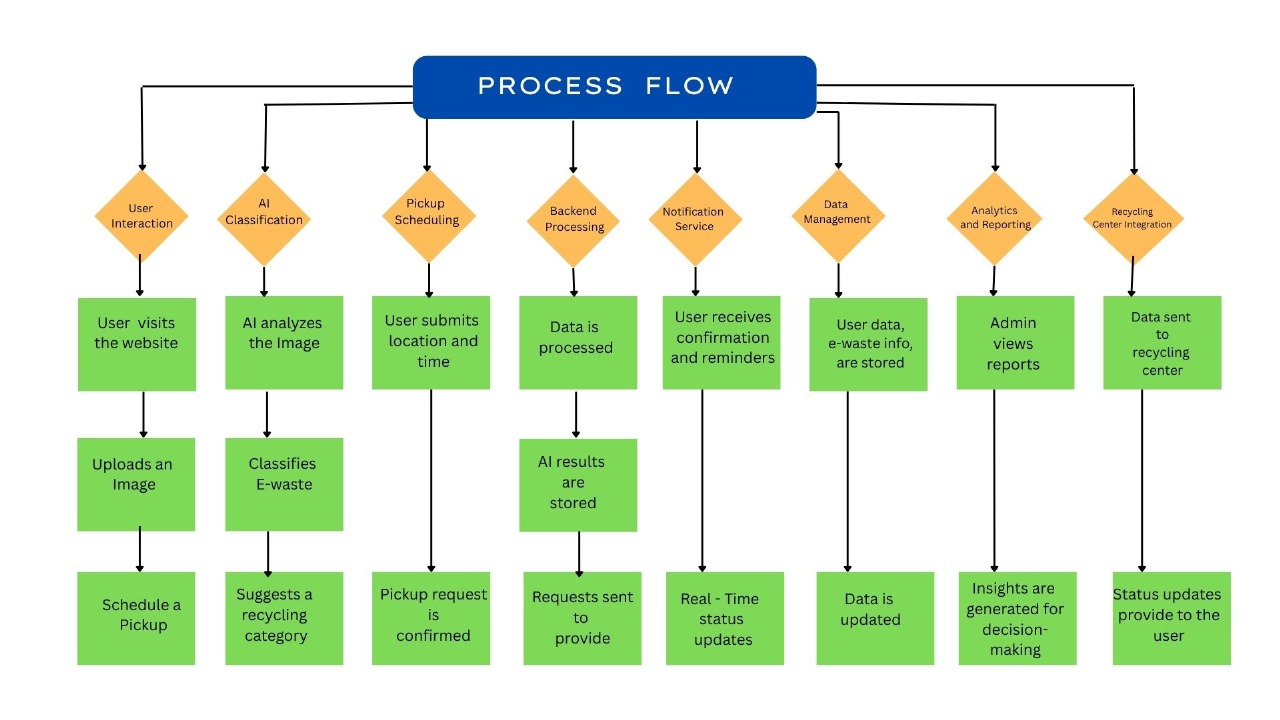 PROCESS FLOW
User
Interaction
AI
Classification
Pickup
Scheduling
Backend
Processing
Notification
Service
Data
Management
Analytics
and Reporting
Recycling
Center Integration
User visits
the website
AI analyzes
the Image
User submits
location and
time
Data is
processed
User receives
confirmation
and reminders
User data,
e-waste info,
are stored
Admin
views
reports
Data sent
to
recycling
center
Uploads an
Image
Classifies
E-waste
AI results
are
stored
Schedule a
Pickup
Suggests a
recycling
category
Pickup request
is
confirmed
Requests sent
to
provide
Real - Time
status
updates
Data is
updated
Insights are
generated for
decision-
making
Status updates
provide to the
user